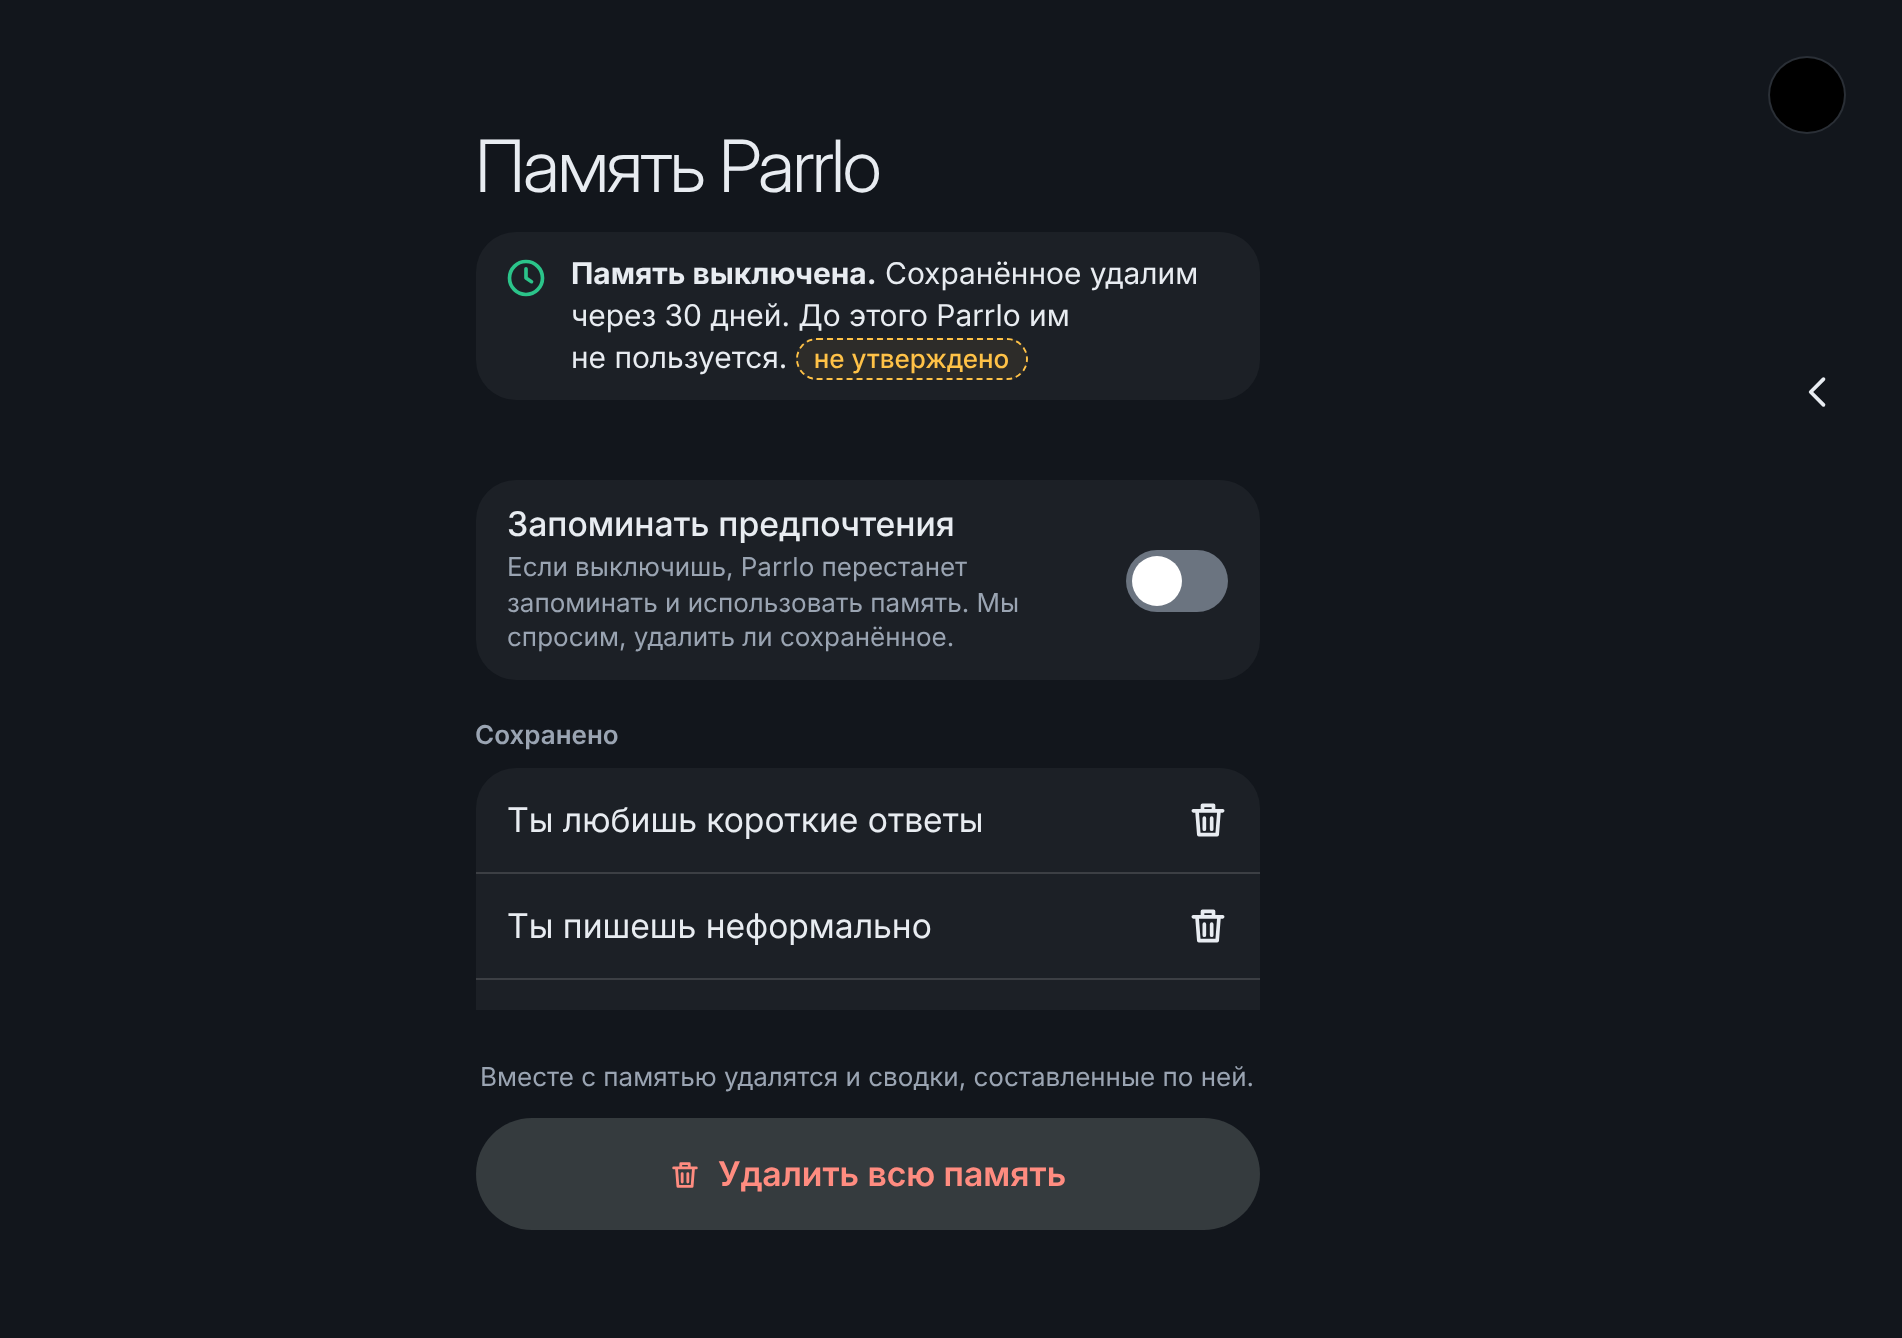 Память Parrlo
Память выключена. Сохранённое удалим
через 30 дней. До этого Parrlo им
не пользуется. не утверждено
Запоминать предпочтения
Если выключишь, Parrlo перестанет
запоминать и использовать память. Мы
спросим, удалить ли сохранённое.
Сохранено
Ты любишь короткие ответы
Ты пишешь неформально
Вместе с памятью удалятся и сводки, составленные по ней.
Удалить всю память